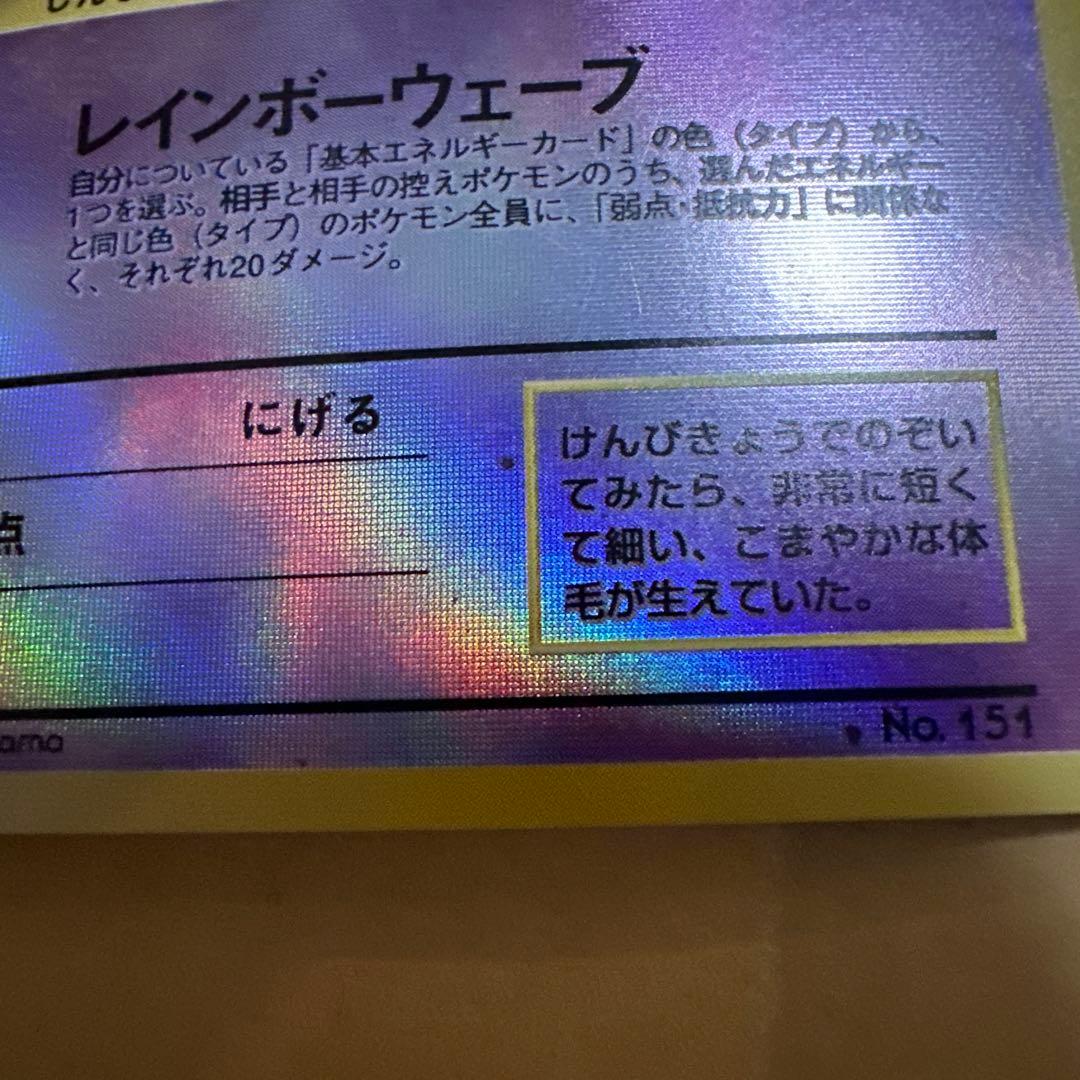 レインボーウェーブ
自分についている「基本エネルギーカード」の色（タイプ）から、
1つを選ぶ。相手と相手の控えポケモンのうち、選んだエネルギー
と同じ色（タイプ）のポケモン全員に、「弱点・抵抗力」に関係な
く、それぞれ20ダメージ。
にげる
点
けんびきょうでのぞい
てみたら、非常に短く
て細い、こまやかな体
毛が生えていた。
amo
No. 151